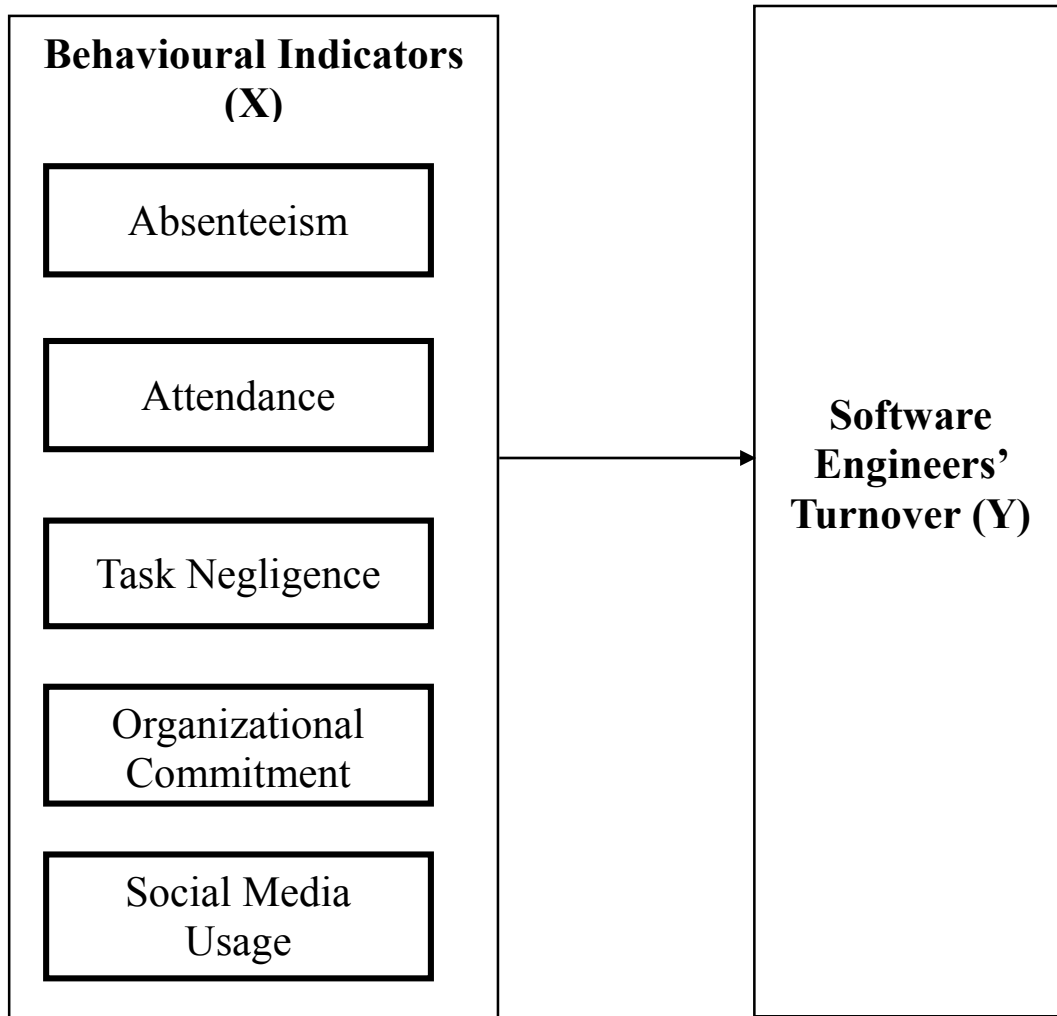 Behavioural Indicators
(X)
Absenteeism
Attendance
Task Negligence
Organizational
Commitment
Social Media
Usage
Software
Engineers’
Turnover (Y)